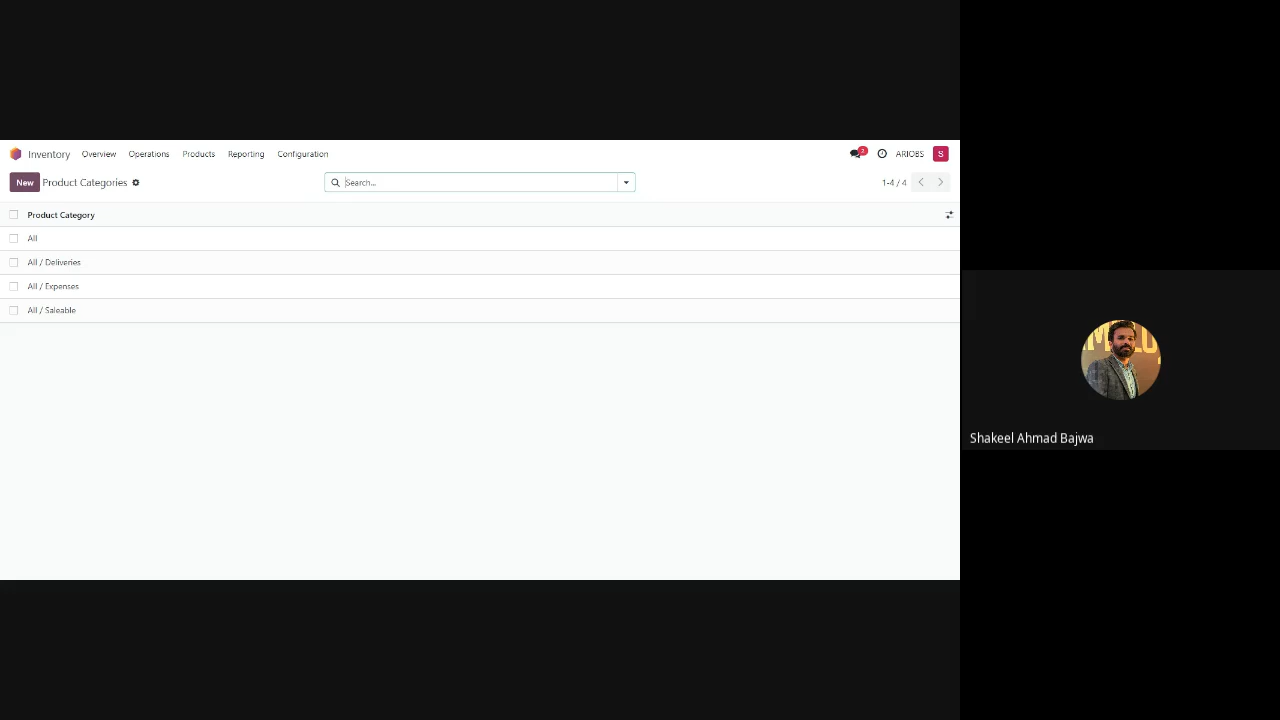 Inventory Overview Operations Products Reporting Configuration 2 ARIOBS S
New Product Categories Search... 1-4 / 4
Product Category
All
All / Deliveries
All / Expenses
All / Saleable
Shakeel Ahmad Bajwa